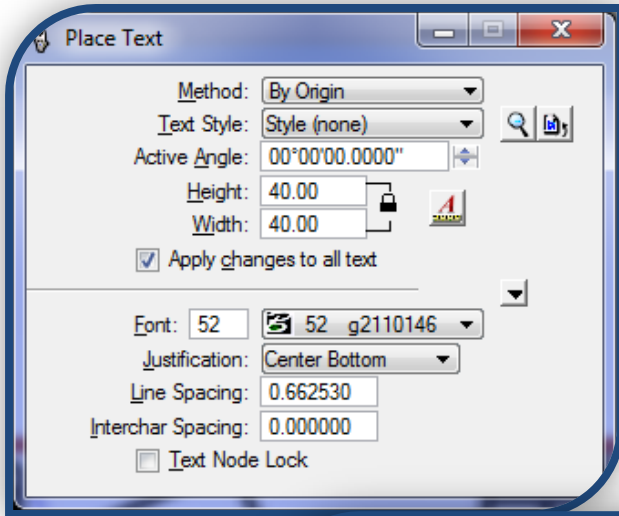 Place Text
Method: By Origin
Text Style: Style (none)
Active Angle: 00°00'00.0000"
Height: 40.00
Width: 40.00
Apply changes to all text
Font: 52 52 g2110146
Justification: Center Bottom
Line Spacing: 0.662530
Interchar Spacing: 0.000000
Text Node Lock